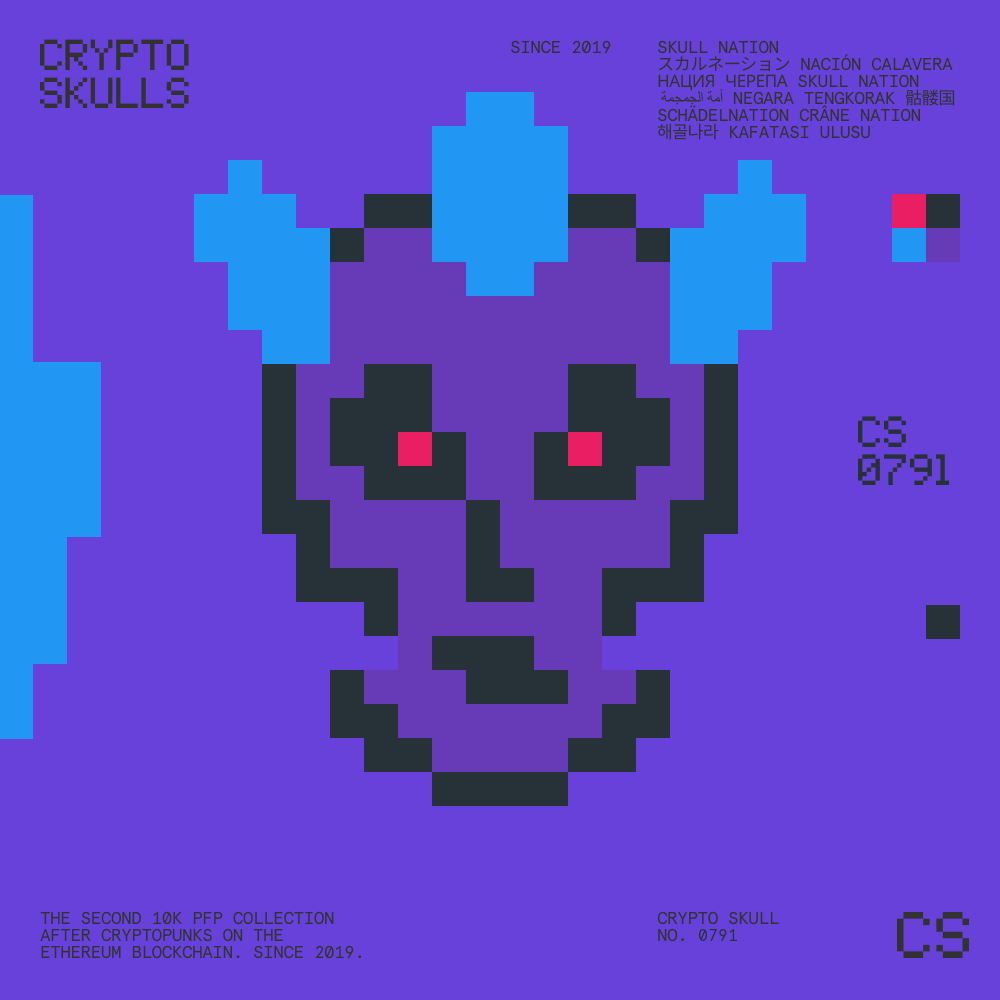 CRYPTO
SKULLS
SINCE 2019
SKULL NATION
スカルネーション NACIÓN CALAVERA
НАЦИЯ ЧЕРЕПА SKULL NATION
أمة الجمجمة NEGARA TENGKORAK 骷髅国
SCHÄDELNATION CRÂNE NATION
해골나라 KAFATASI ULUSU
CS
0791
THE SECOND 10K PFP COLLECTION
AFTER CRYPTOPUNKS ON THE
ETHEREUM BLOCKCHAIN. SINCE 2019.
CRYPTO SKULL
NO. 0791
CS